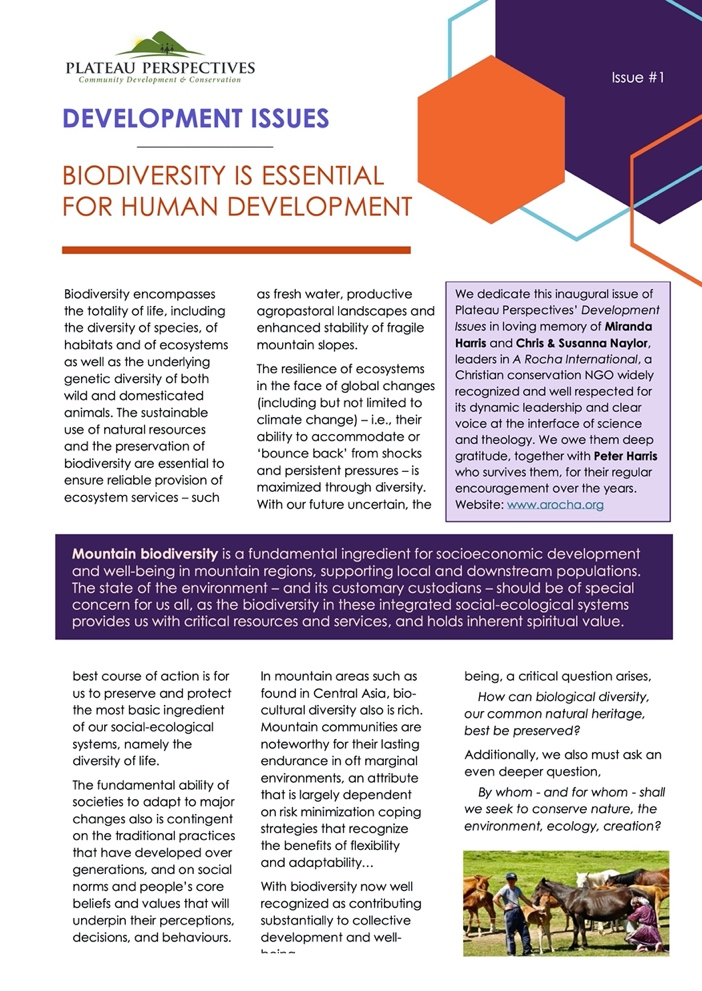 PLATEAU PERSPECTIVES
Community Development & Conservation
Issue #1
DEVELOPMENT ISSUES
BIODIVERSITY IS ESSENTIAL
FOR HUMAN DEVELOPMENT
Biodiversity encompasses
the totality of life, including
the diversity of species, of
habitats and of ecosystems
as well as the underlying
genetic diversity of both
wild and domesticated
animals. The sustainable
use of natural resources
and the preservation of
biodiversity are essential to
ensure reliable provision of
ecosystem services – such
as fresh water, productive
agropastoral landscapes and
enhanced stability of fragile
mountain slopes.
The resilience of ecosystems
in the face of global changes
(including but not limited to
climate change) – i.e., their
ability to accommodate or
‘bounce back’ from shocks
and persistent pressures – is
maximized through diversity.
With our future uncertain, the
We dedicate this inaugural issue of
Plateau Perspectives’ Development
Issues in loving memory of Miranda
Harris and Chris & Susanna Naylor,
leaders in A Rocha International, a
Christian conservation NGO widely
recognized and well respected for
its dynamic leadership and clear
voice at the interface of science
and theology. We owe them deep
gratitude, together with Peter Harris
who survives them, for their regular
encouragement over the years.
Website: www.arocha.org
Mountain biodiversity is a fundamental ingredient for socioeconomic development
and well-being in mountain regions, supporting local and downstream populations.
The state of the environment – and its customary custodians – should be of special
concern for us all, as the biodiversity in these integrated social-ecological systems
provides us with critical resources and services, and holds inherent spiritual value.
best course of action is for
us to preserve and protect
the most basic ingredient
of our social-ecological
systems, namely the
diversity of life.
The fundamental ability of
societies to adapt to major
changes also is contingent
on the traditional practices
that have developed over
generations, and on social
norms and people’s core
beliefs and values that will
underpin their perceptions,
decisions, and behaviours.
In mountain areas such as
found in Central Asia, bio-
cultural diversity also is rich.
Mountain communities are
noteworthy for their lasting
endurance in oft marginal
environments, an attribute
that is largely dependent
on risk minimization coping
strategies that recognize
the benefits of flexibility
and adaptability…
With biodiversity now well
recognized as contributing
substantially to collective
development and well-
being, a critical question arises,
How can biological diversity,
our common natural heritage,
best be preserved?
Additionally, we also must ask an
even deeper question,
By whom - and for whom - shall
we seek to conserve nature, the
environment, ecology, creation?